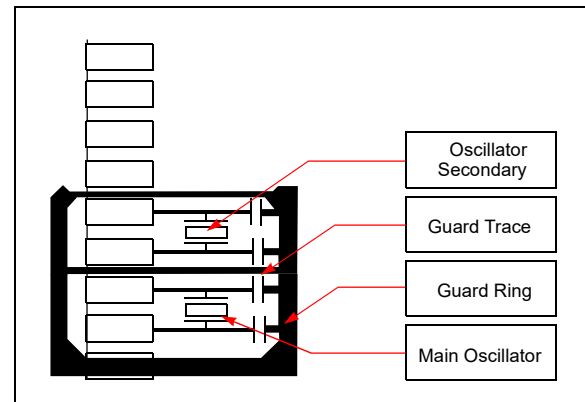 Oscillator
Secondary
Guard Trace
Guard Ring
Main Oscillator